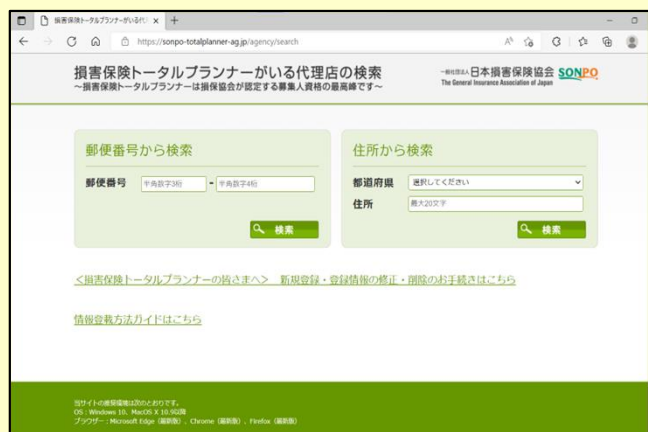 損害保険トータルプランナーがいる代理
https://sonpo-totalplanner-ag.jp/agency/search
損害保険トータルプランナーがいる代理店の検索
～損害保険トータルプランナーは損保協会が認定する募集人資格の最高峰です～
一般社団法人日本損害保険協会 SONPO
The General Insurance Association of Japan
郵便番号から検索
郵便番号 半角数字3桁 - 半角数字4桁
検索
住所から検索
都道府県 選択してください
住所 最大20文字
検索
＜損害保険トータルプランナーの皆さまへ＞ 新規登録・登録情報の修正・削除のお手続きはこちら
情報登載方法ガイドはこちら
当サイトの推奨環境は次のとおりです。
OS：Windows 10、MacOS X 10.9以降
ブラウザー：Microsoft Edge（最新版）、Chrome（最新版）、Firefox（最新版）